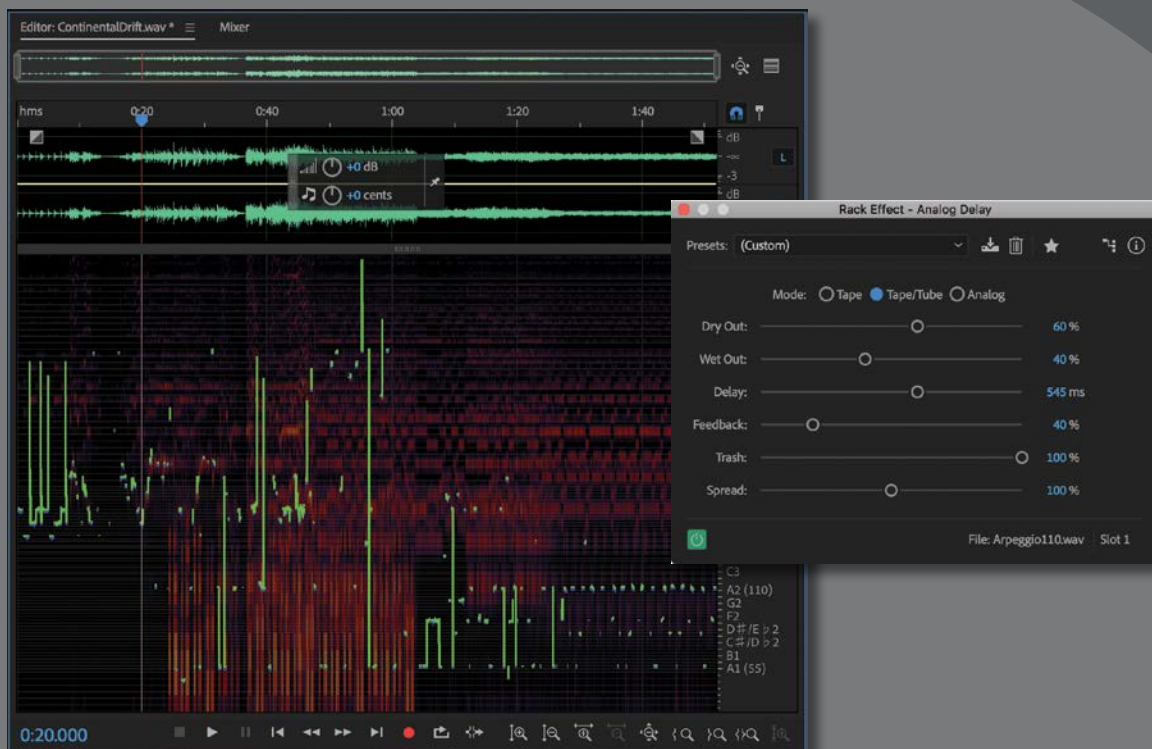 Editor: ContinentalDrift.wav * Mixer
hms 0:20 0:40 1:00 1:20 1:40
dB
-∞ L
-3
dB
+0 dB
+0 cents
Rack Effect - Analog Delay
Presets: (Custom)
Mode: Tape Tape/Tube Analog
Dry Out: 60 %
Wet Out: 40 %
Delay: 545 ms
Feedback: 40 %
Trash: 100 %
Spread: 100 %
File: Arpeggio110.wav Slot 1
C3
A2 (110)
G2
F2
D♯/E♭2
C♯/D♭2
B1
A1 (55)
0:20.000